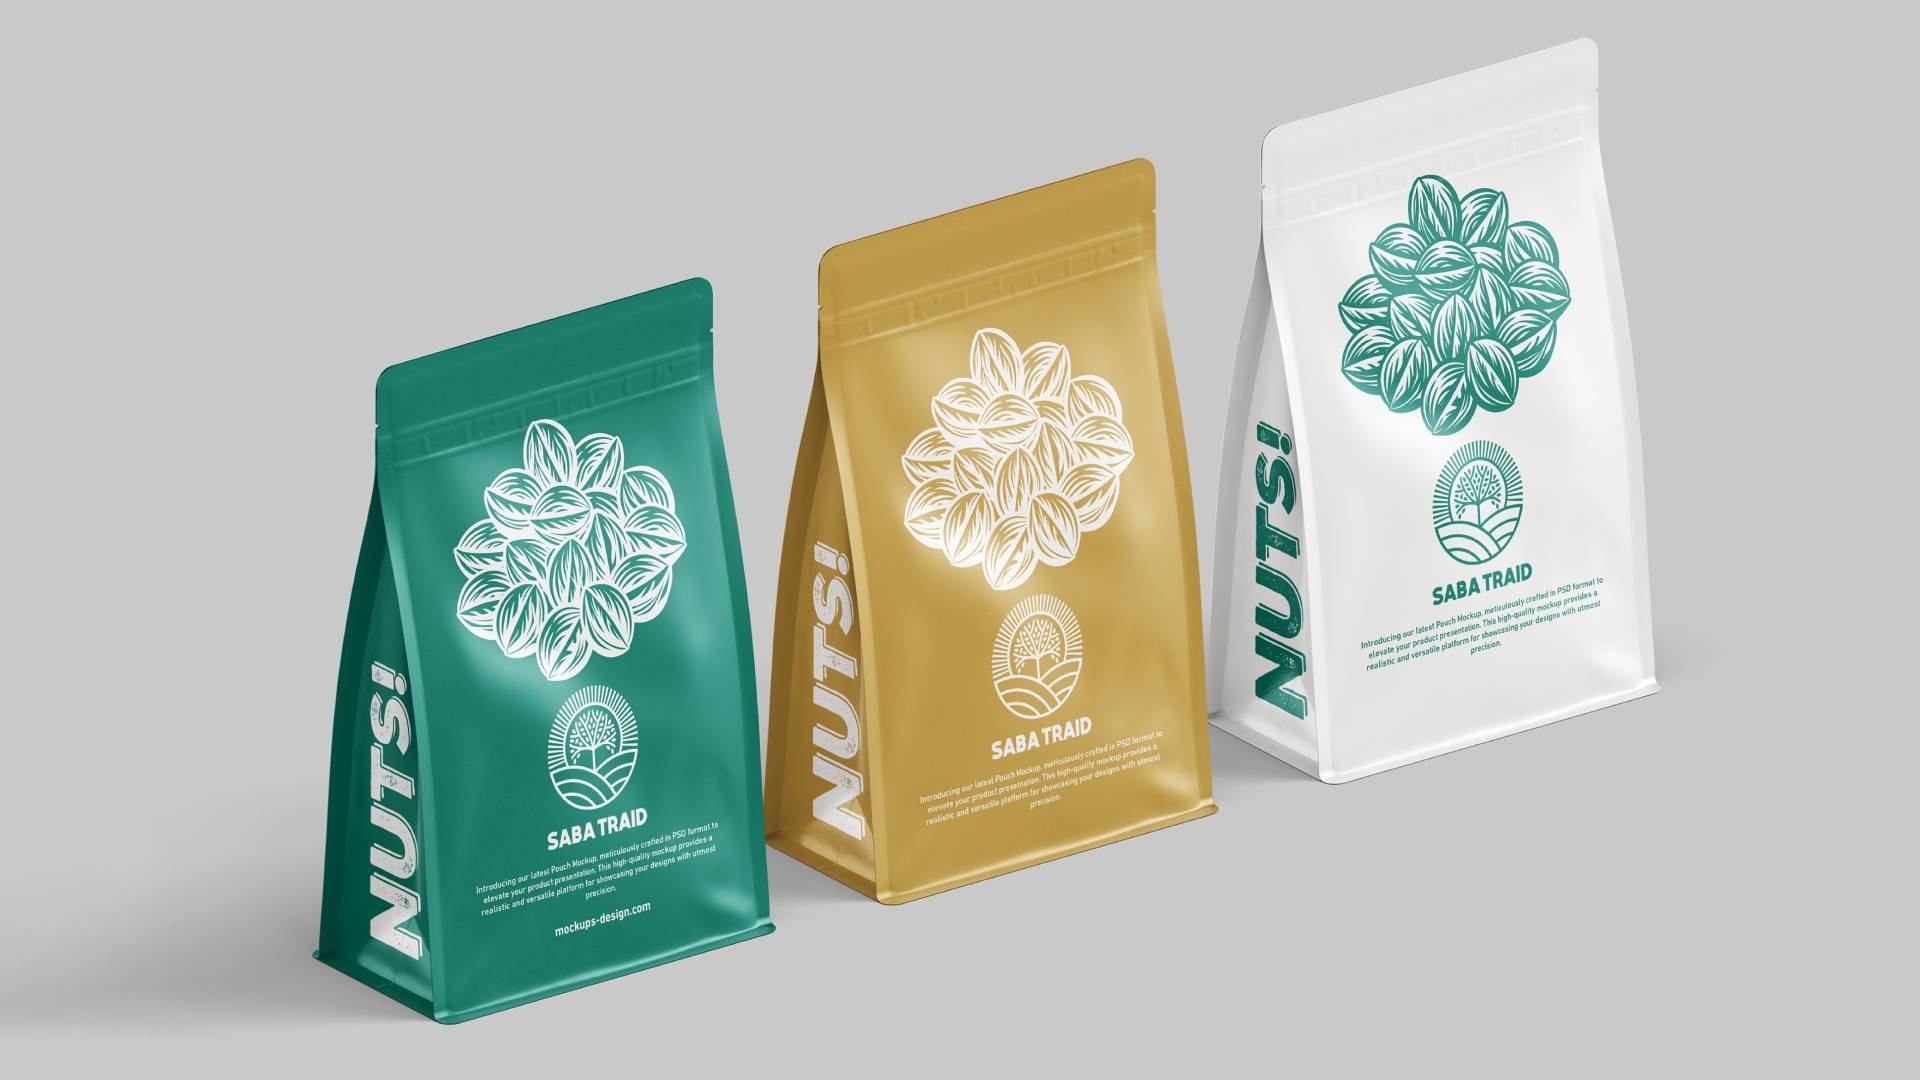 NUTS!
SABA TRAID
Introducing our latest Pouch Mockup, meticulously crafted in PSD format to
elevate your product presentation. This high-quality mockup provides a
realistic and versatile platform for showcasing your designs with utmost
precision.
mockups-design.com
NUTS!
SABA TRAID
Introducing our latest Pouch Mockup, meticulously crafted in PSD format to
elevate your product presentation. This high-quality mockup provides a
realistic and versatile platform for showcasing your designs with utmost
precision.
NUTS!
SABA TRAID
Introducing our latest Pouch Mockup, meticulously crafted in PSD format to
elevate your product presentation. This high-quality mockup provides a
realistic and versatile platform for showcasing your designs with utmost
precision.